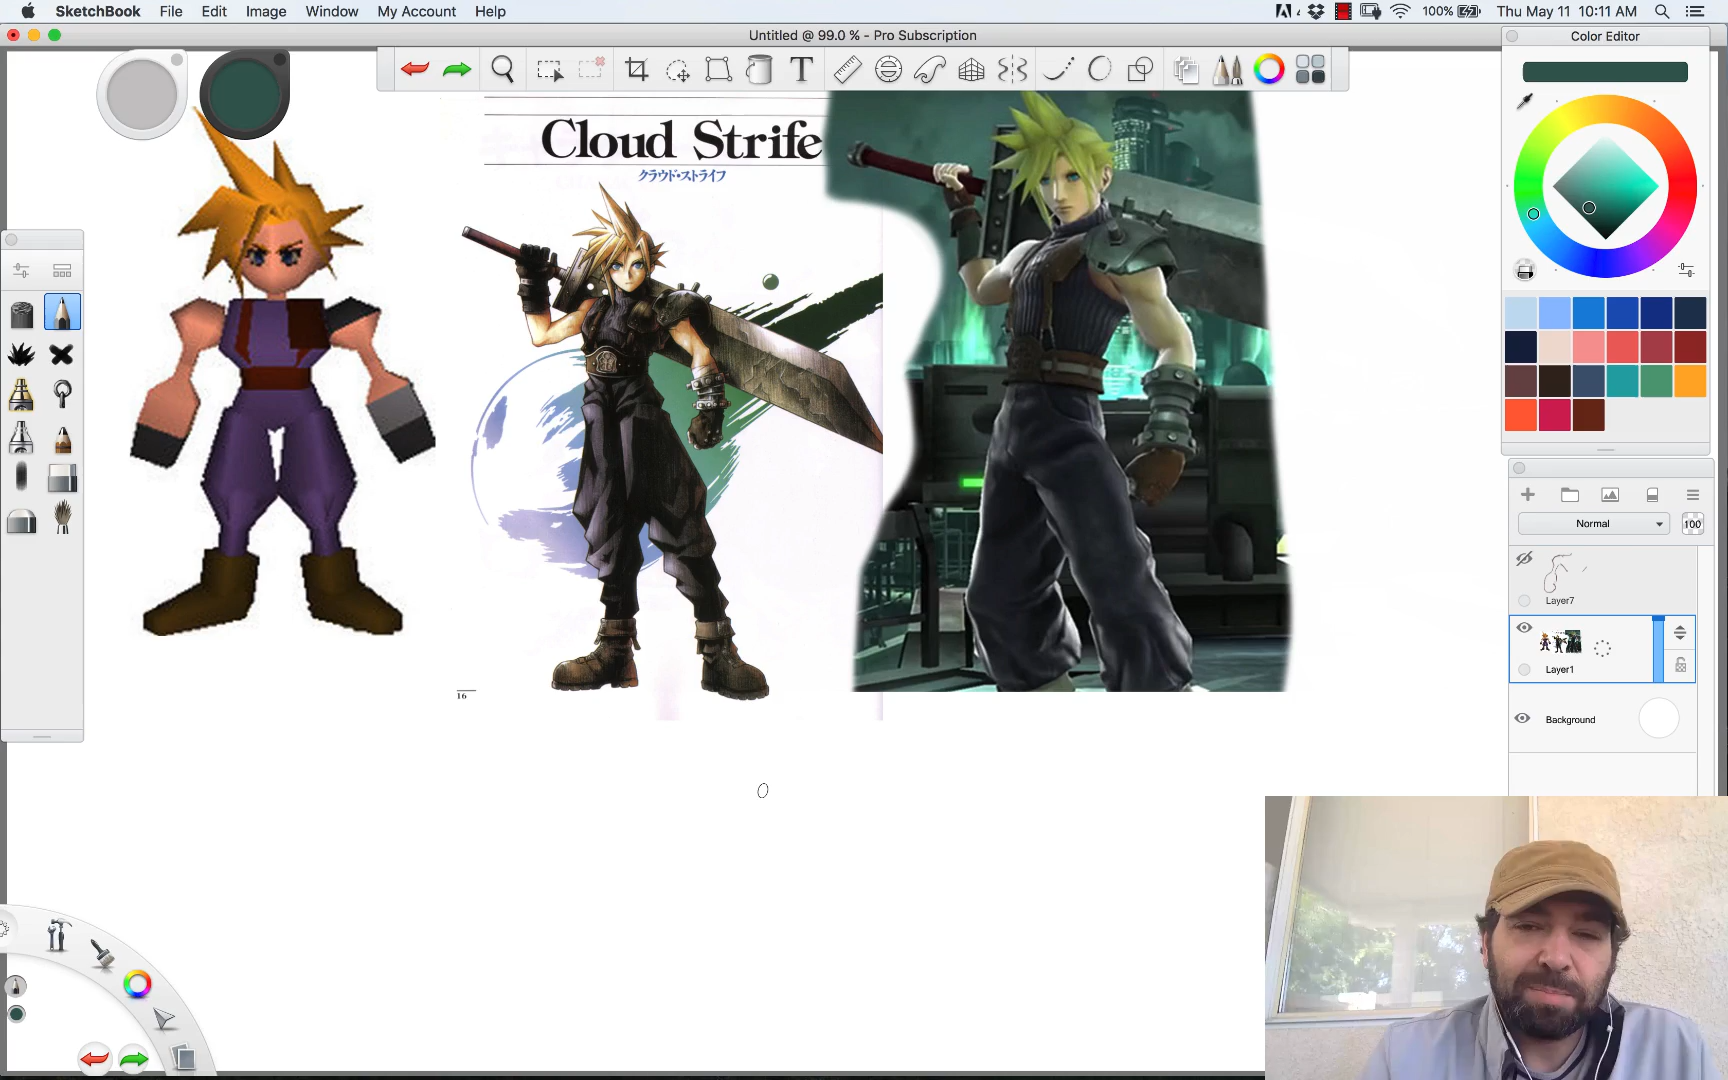 SketchBook File Edit Image Window My Account Help
100% Thu May 11 10:11 AM
Untitled @ 99.0 % - Pro Subscription
Color Editor
T
Cloud Strife
クラウド・ストライフ
Normal
100
Layer7
Layer1
Background
16